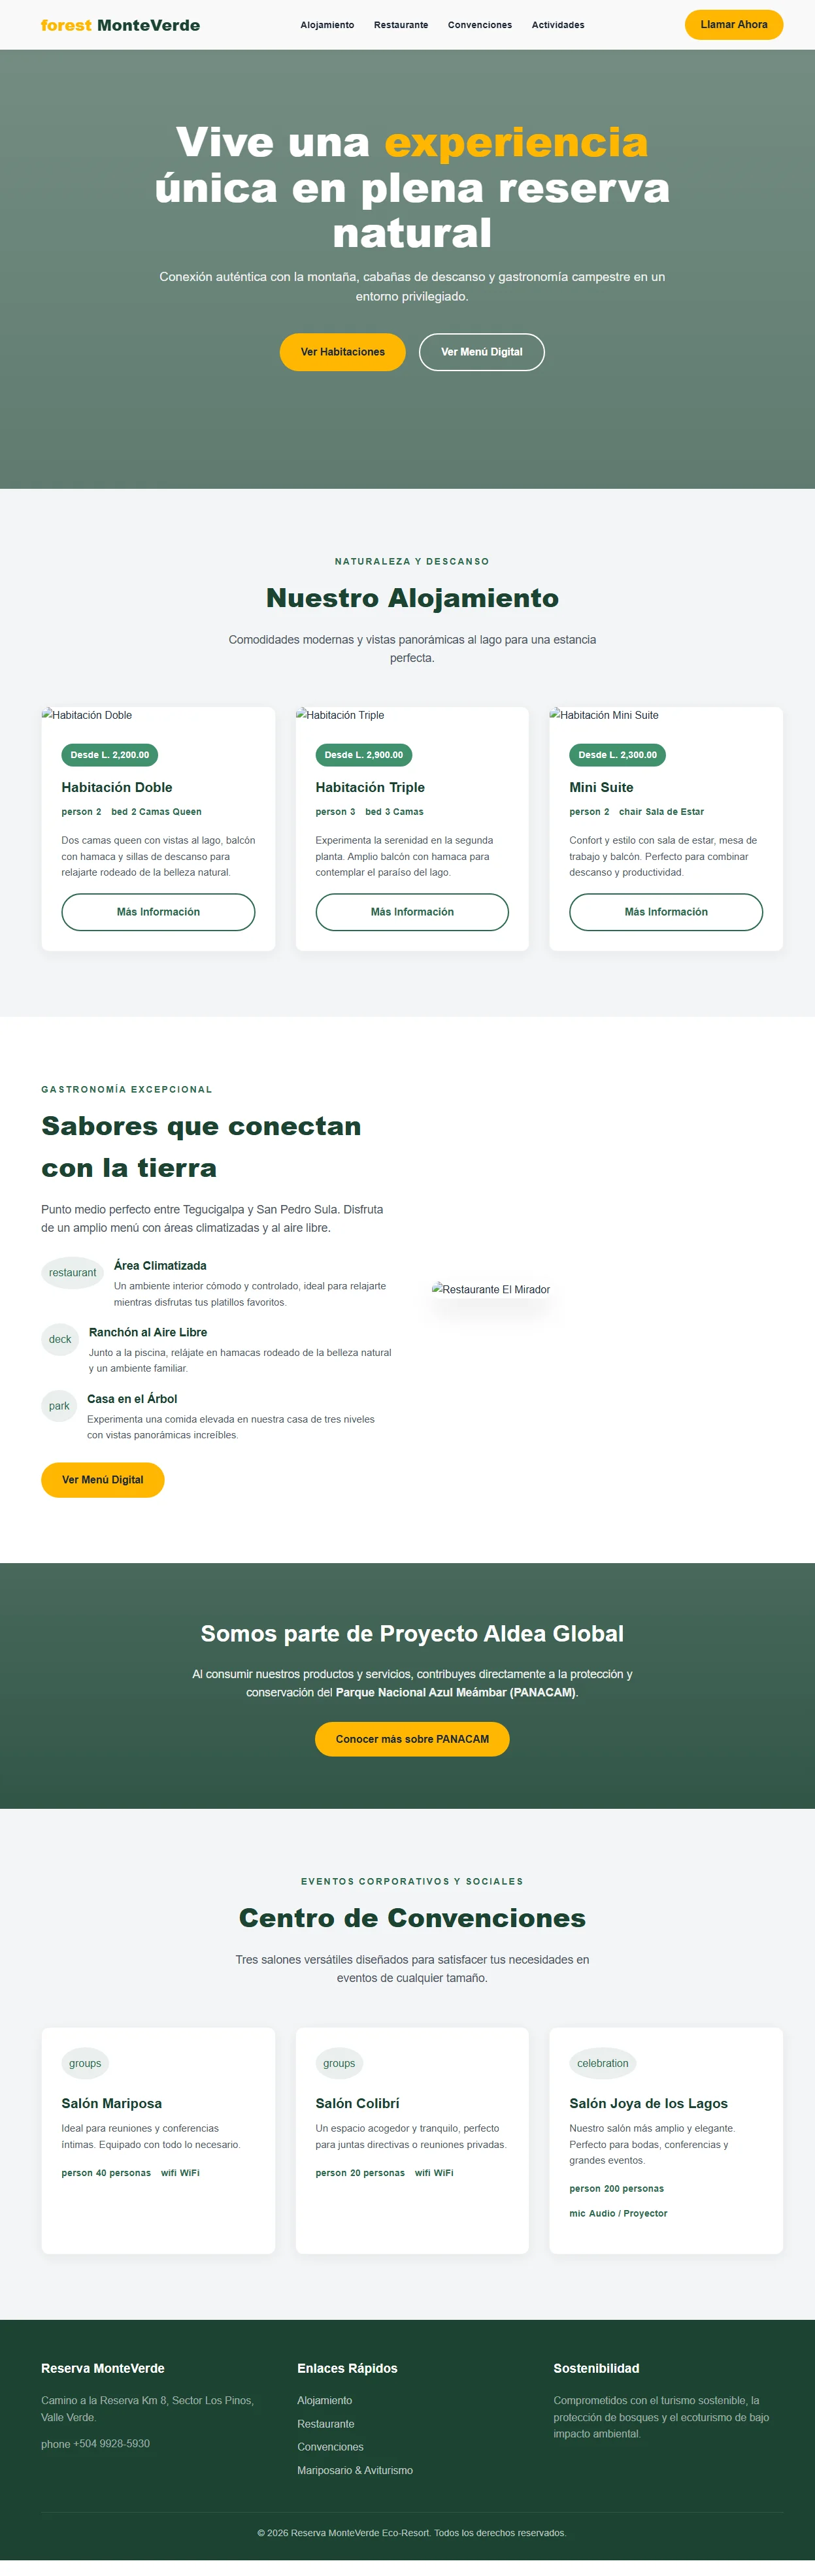 forest MonteVerde
Alojamiento Restaurante Convenciones Actividades
Llamar Ahora
Vive una experiencia
única en plena reserva
natural
Conexión auténtica con la montaña, cabañas de descanso y gastronomía campestre en un
entorno privilegiado.
Ver Habitaciones
Ver Menú Digital
NATURALEZA Y DESCANSO
Nuestro Alojamiento
Comodidades modernas y vistas panorámicas al lago para una estancia
perfecta.
Habitación Doble
Desde L. 2,200.00
Habitación Doble
person 2 bed 2 Camas Queen
Dos camas queen con vistas al lago, balcón
con hamaca y sillas de descanso para
relajarte rodeado de la belleza natural.
Más Información
Habitación Triple
Desde L. 2,900.00
Habitación Triple
person 3 bed 3 Camas
Experimenta la serenidad en la segunda
planta. Amplio balcón con hamaca para
contemplar el paraíso del lago.
Más Información
Habitación Mini Suite
Desde L. 2,300.00
Mini Suite
person 2 chair Sala de Estar
Confort y estilo con sala de estar, mesa de
trabajo y balcón. Perfecto para combinar
descanso y productividad.
Más Información
GASTRONOMÍA EXCEPCIONAL
Sabores que conectan
con la tierra
Punto medio perfecto entre Tegucigalpa y San Pedro Sula. Disfruta
de un amplio menú con áreas climatizadas y al aire libre.
restaurant
Área Climatizada
Un ambiente interior cómodo y controlado, ideal para relajarte
mientras disfrutas tus platillos favoritos.
deck
Ranchón al Aire Libre
Junto a la piscina, relájate en hamacas rodeado de la belleza natural
y un ambiente familiar.
park
Casa en el Árbol
Experimenta una comida elevada en nuestra casa de tres niveles
con vistas panorámicas increíbles.
Ver Menú Digital
Restaurante El Mirador
Somos parte de Proyecto Aldea Global
Al consumir nuestros productos y servicios, contribuyes directamente a la protección y
conservación del Parque Nacional Azul Meámbar (PANACAM).
Conocer más sobre PANACAM
EVENTOS CORPORATIVOS Y SOCIALES
Centro de Convenciones
Tres salones versátiles diseñados para satisfacer tus necesidades en
eventos de cualquier tamaño.
groups
Salón Mariposa
Ideal para reuniones y conferencias
íntimas. Equipado con todo lo necesario.
person 40 personas wifi WiFi
groups
Salón Colibrí
Un espacio acogedor y tranquilo, perfecto
para juntas directivas o reuniones privadas.
person 20 personas wifi WiFi
celebration
Salón Joya de los Lagos
Nuestro salón más amplio y elegante.
Perfecto para bodas, conferencias y
grandes eventos.
person 200 personas
mic Audio / Proyector
Reserva MonteVerde
Camino a la Reserva Km 8, Sector Los Pinos,
Valle Verde.
phone +504 9928-5930
Enlaces Rápidos
Alojamiento
Restaurante
Convenciones
Mariposario & Aviturismo
Sostenibilidad
Comprometidos con el turismo sostenible, la
protección de bosques y el ecoturismo de bajo
impacto ambiental.
© 2026 Reserva MonteVerde Eco-Resort. Todos los derechos reservados.